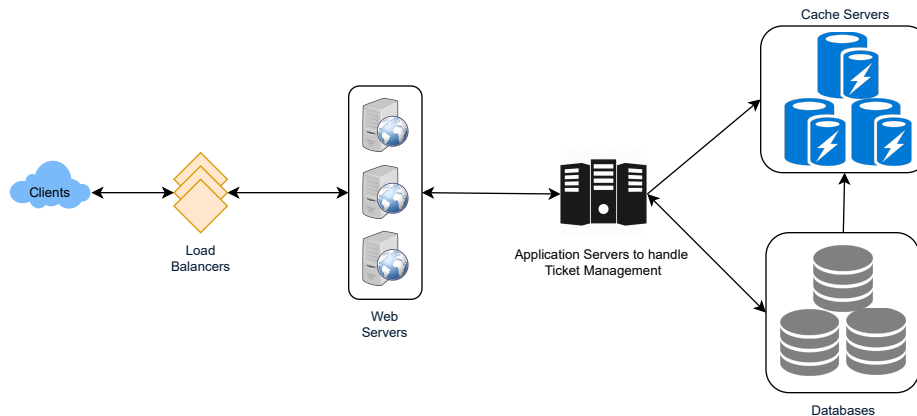 Cache Servers
Clients
Load
Balancers
Web
Servers
Application Servers to handle
Ticket Management
Databases